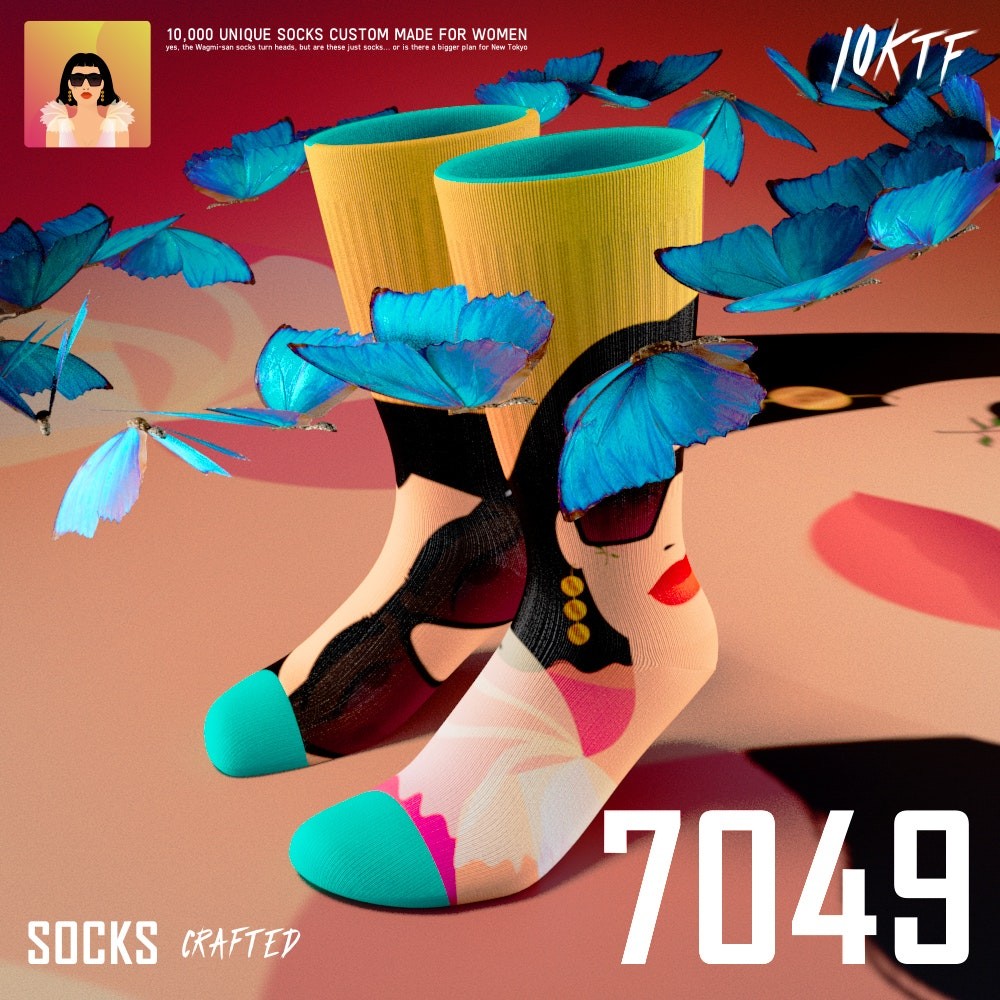 10,000 UNIQUE SOCKS CUSTOM MADE FOR WOMEN
yes, the Wagmi-san socks turn heads, but are these just socks... or is there a bigger plan for New Tokyo
10KTF
7049
SOCKS CRAFTED